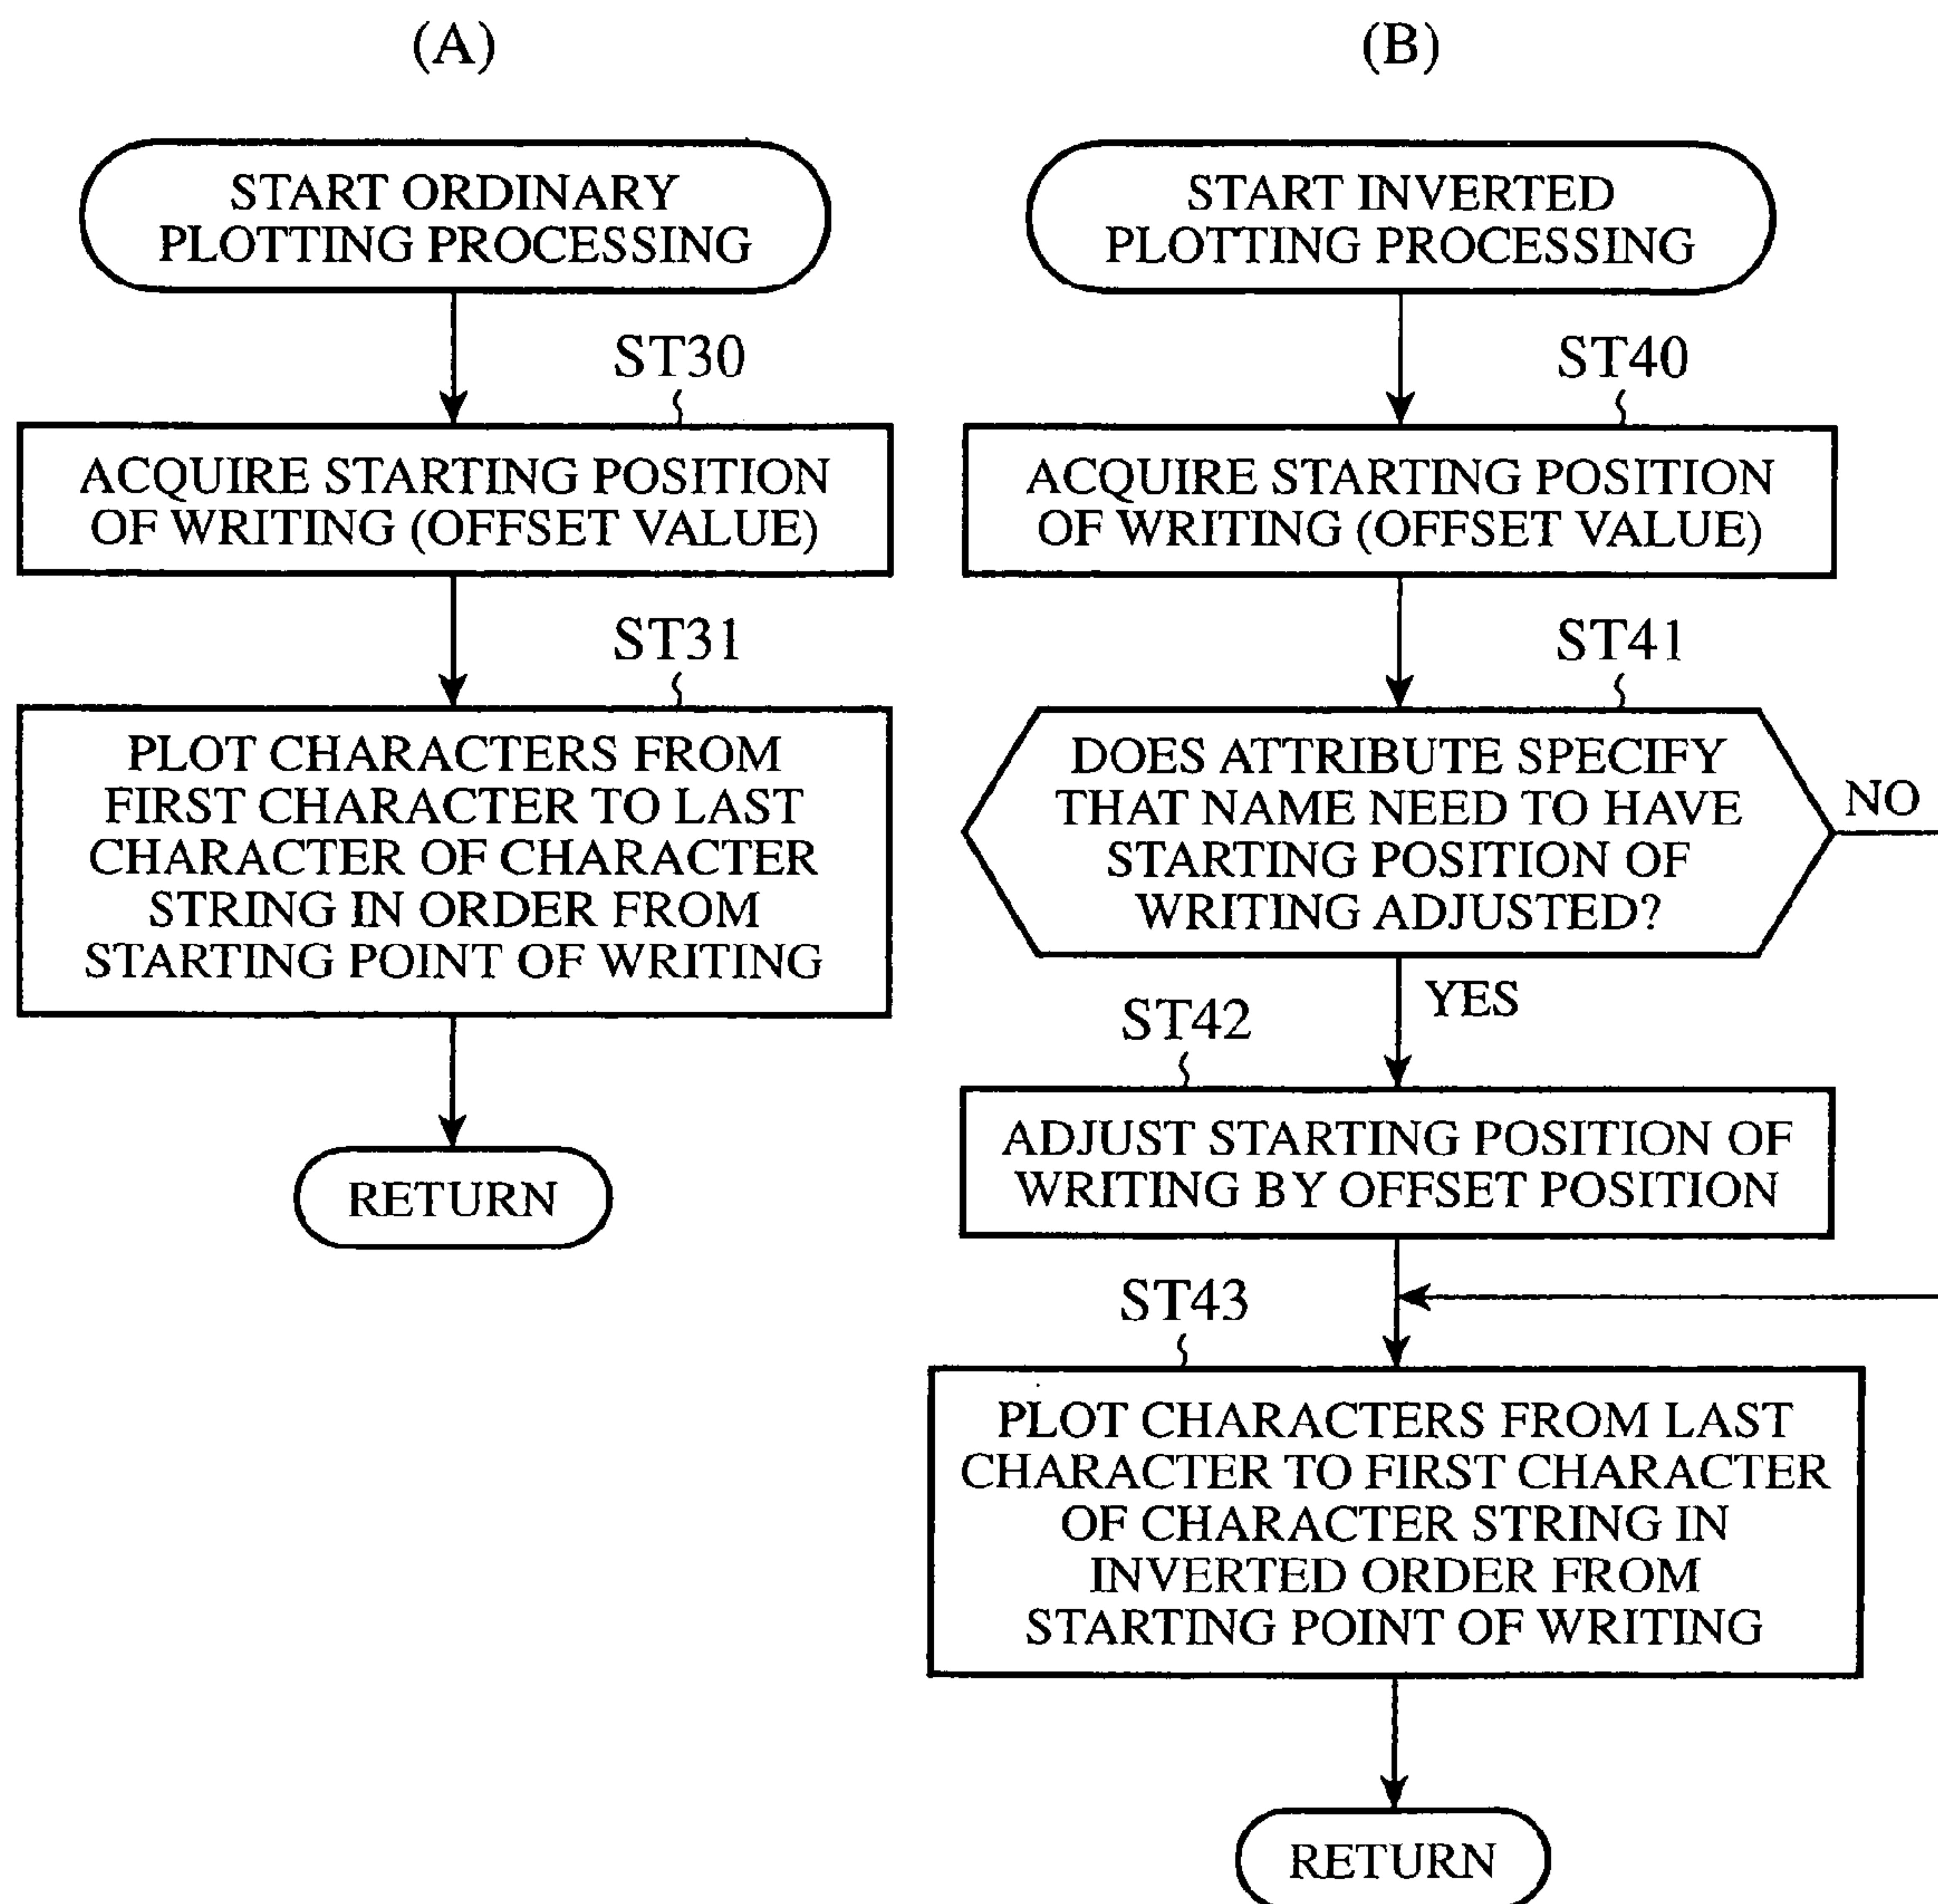 (A)
START ORDINARY
PLOTTING PROCESSING
ST30
ACQUIRE STARTING POSITION
OF WRITING (OFFSET VALUE)
ST31
PLOT CHARACTERS FROM
FIRST CHARACTER TO LAST
CHARACTER OF CHARACTER
STRING IN ORDER FROM
STARTING POINT OF WRITING
RETURN
(B)
START INVERTED
PLOTTING PROCESSING
ST40
ACQUIRE STARTING POSITION
OF WRITING (OFFSET VALUE)
ST41
DOES ATTRIBUTE SPECIFY
THAT NAME NEED TO HAVE
STARTING POSITION OF
WRITING ADJUSTED?
NO
YES
ST42
ADJUST STARTING POSITION OF
WRITING BY OFFSET POSITION
ST43
PLOT CHARACTERS FROM LAST
CHARACTER TO FIRST CHARACTER
OF CHARACTER STRING IN
INVERTED ORDER FROM
STARTING POINT OF WRITING
RETURN